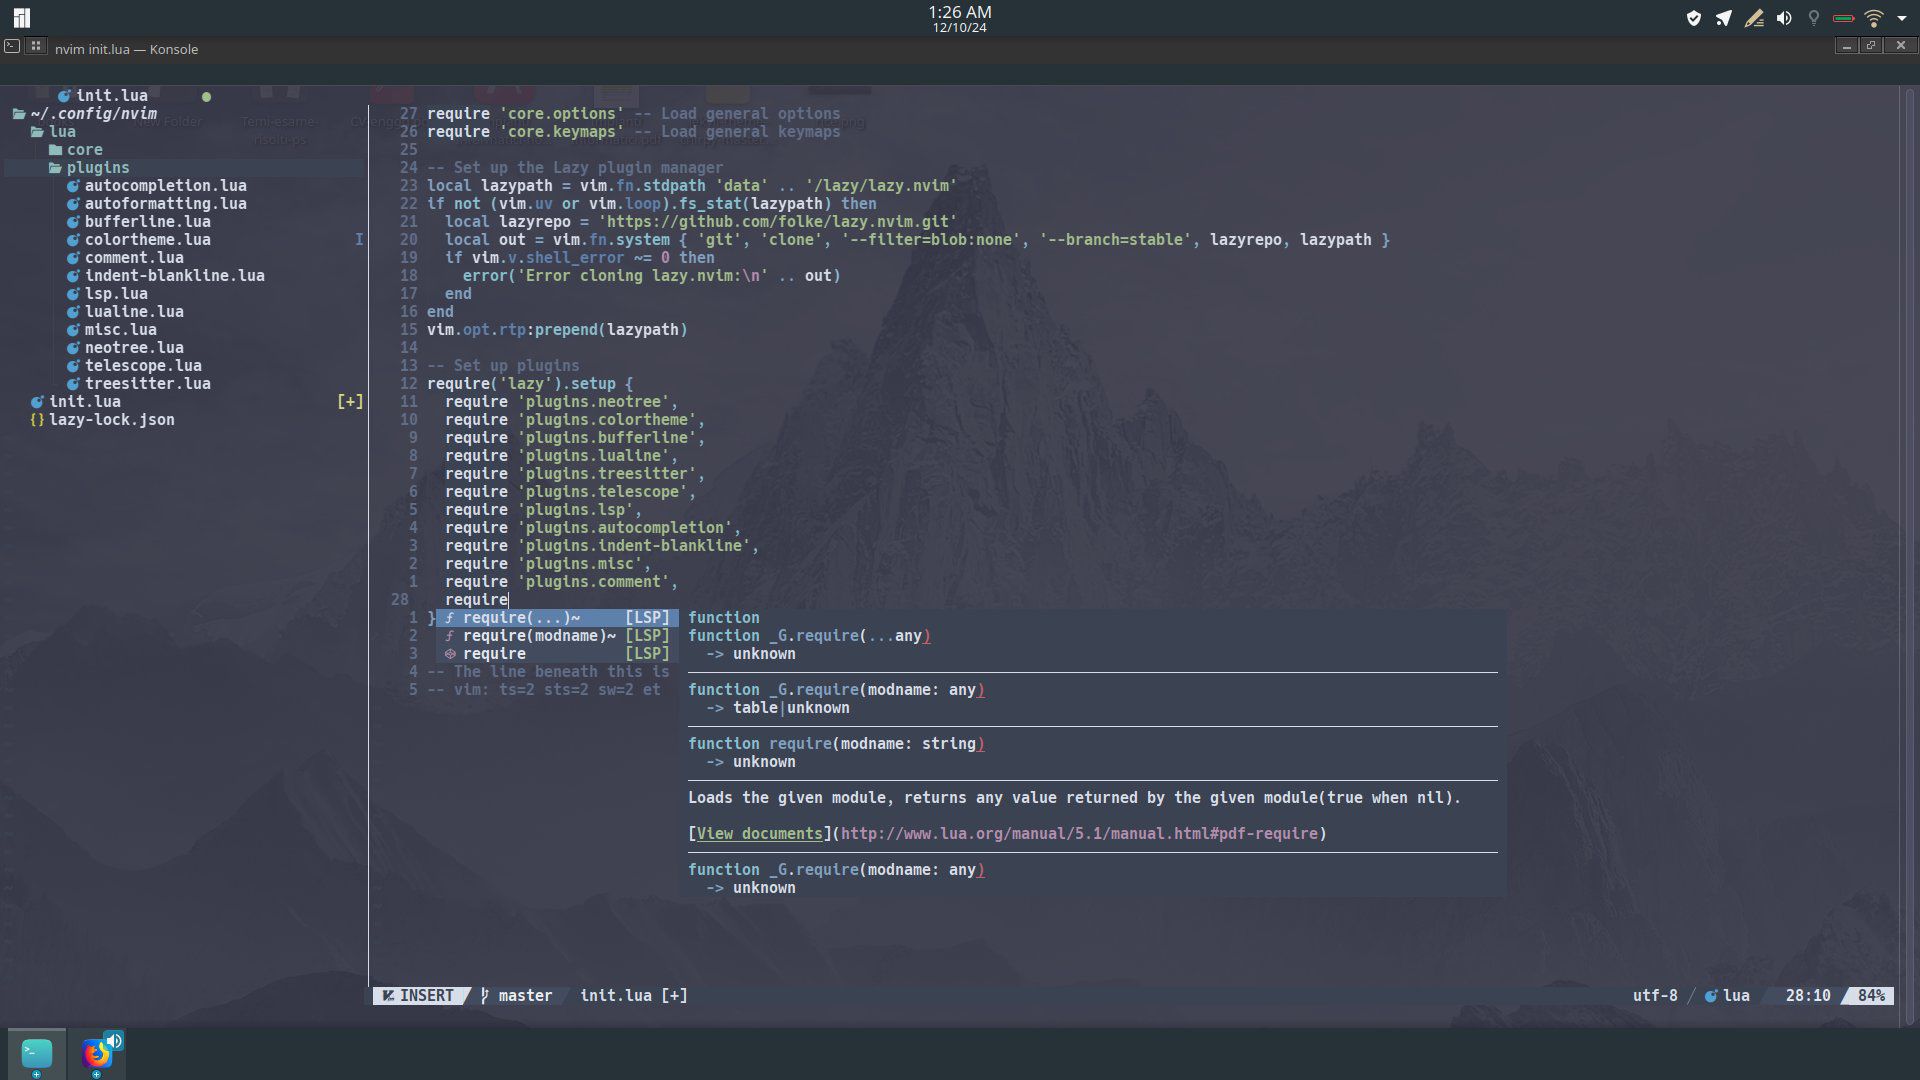 1:26 AM
12/10/24
nvim init.lua — Konsole
init.lua
~/.config/nvim
lua
core
plugins
autocompletion.lua
autoformatting.lua
bufferline.lua
colortheme.lua I
comment.lua
indent-blankline.lua
lsp.lua
lualine.lua
misc.lua
neotree.lua
telescope.lua
treesitter.lua
init.lua [+]
{} lazy-lock.json
New Folder
Temi-esame-
risolti-ps
27 require 'core.options' -- Load general options
26 require 'core.keymaps' -- Load general keymaps
25
24 -- Set up the Lazy plugin manager
23 local lazypath = vim.fn.stdpath 'data' .. '/lazy/lazy.nvim'
22 if not (vim.uv or vim.loop).fs_stat(lazypath) then
21 local lazyrepo = 'https://github.com/folke/lazy.nvim.git'
20 local out = vim.fn.system { 'git', 'clone', '--filter=blob:none', '--branch=stable', lazyrepo, lazypath }
19 if vim.v.shell_error ~= 0 then
18 error('Error cloning lazy.nvim:\n' .. out)
17 end
16 end
15 vim.opt.rtp:prepend(lazypath)
14
13 -- Set up plugins
12 require('lazy').setup {
11 require 'plugins.neotree',
10 require 'plugins.colortheme',
9 require 'plugins.bufferline',
8 require 'plugins.lualine',
7 require 'plugins.treesitter',
6 require 'plugins.telescope',
5 require 'plugins.lsp',
4 require 'plugins.autocompletion',
3 require 'plugins.indent-blankline',
2 require 'plugins.misc',
1 require 'plugins.comment',
28 require
1 } ƒ require(...)~ [LSP]
2 ƒ require(modname)~ [LSP]
3 require [LSP]
4 -- The line beneath this is
5 -- vim: ts=2 sts=2 sw=2 et
function
function _G.require(...any)
-> unknown
function _G.require(modname: any)
-> table|unknown
function require(modname: string)
-> unknown
Loads the given module, returns any value returned by the given module(true when nil).
[View documents](http://www.lua.org/manual/5.1/manual.html#pdf-require)
function _G.require(modname: any)
-> unknown
INSERT master init.lua [+] utf-8 lua 28:10 84%